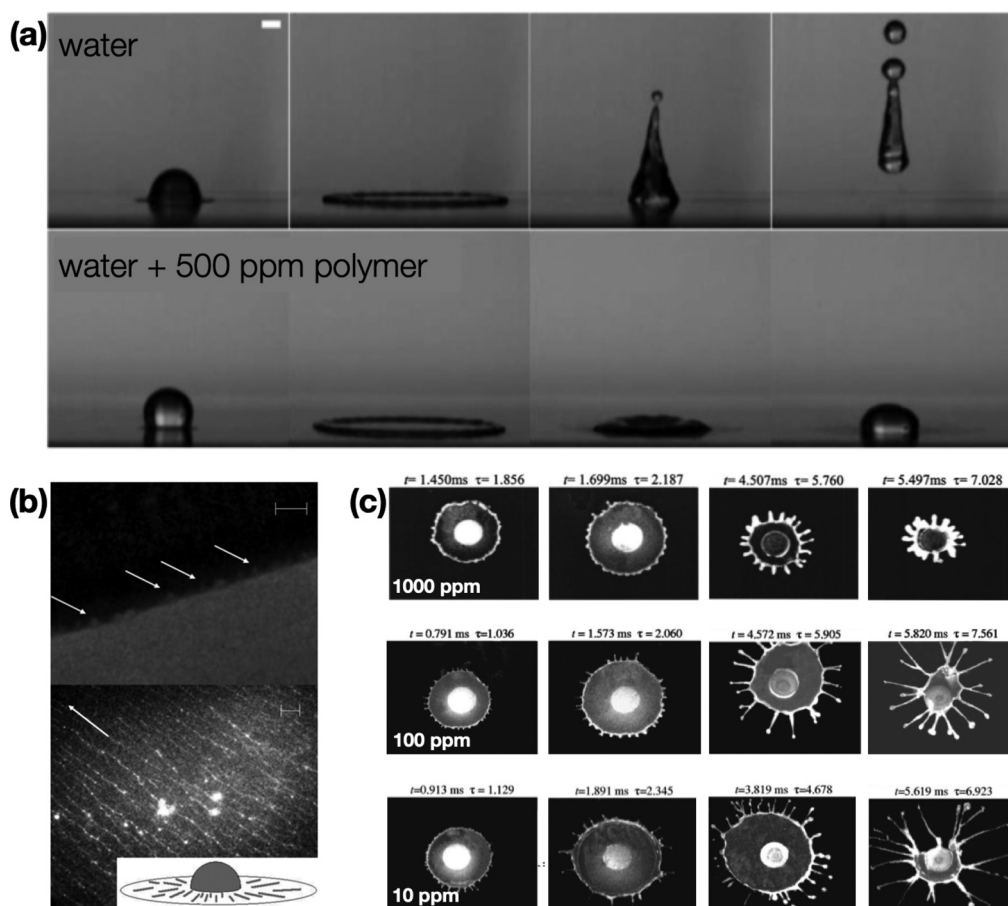 (a)
water
water + 500 ppm polymer
(b)
(c)
t= 1.450ms τ= 1.856
t= 1.699ms τ= 2.187
t= 4.507ms τ= 5.760
t= 5.497ms τ= 7.028
1000 ppm
t= 0.791 ms τ=1.036
t= 1.573 ms τ= 2.060
t= 4.572 ms τ= 5.905
t= 5.820 ms τ= 7.561
100 ppm
t=0.913 ms τ = 1.129
t=1.891 ms τ=2.345
t=3.819 ms τ=4.678
t=5.619 ms τ=6.923
10 ppm